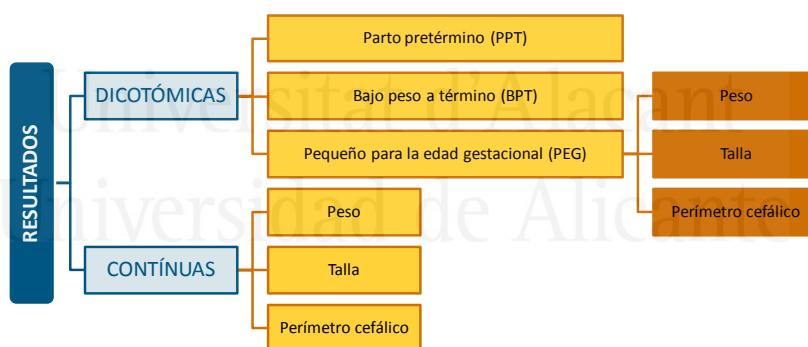 RESULTADOS
DICOTÓMICAS
Parto pretérmino (PPT)
Bajo peso a término (BPT)
Pequeño para la edad gestacional (PEG)
Peso
Talla
Perímetro cefálico
CONTÍNUAS
Peso
Talla
Perímetro cefálico
Universitat d'Alacant
Universidad de Alicante